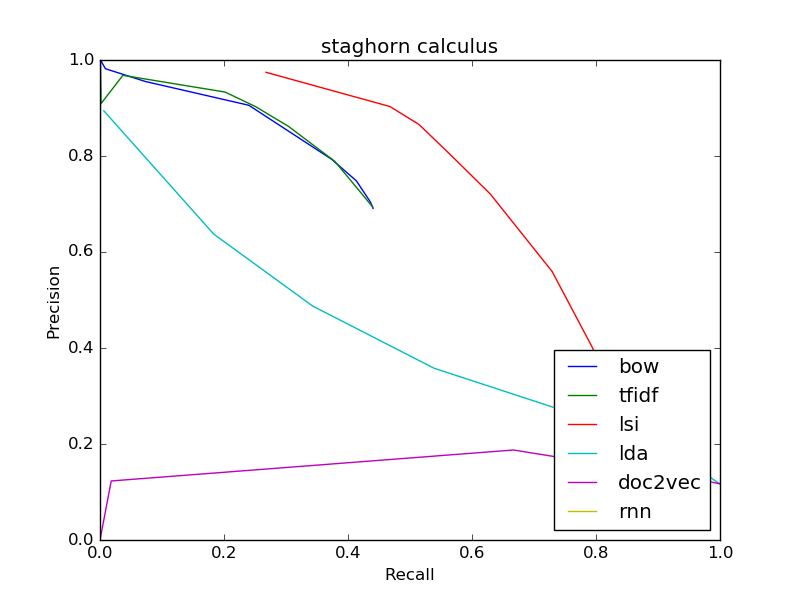 staghorn calculus
1.0
0.8
0.6
0.4
0.2
0.0
Precision
bow
tfidf
lsi
lda
doc2vec
rnn
0.0 0.2 0.4 0.6 0.8 1.0
Recall